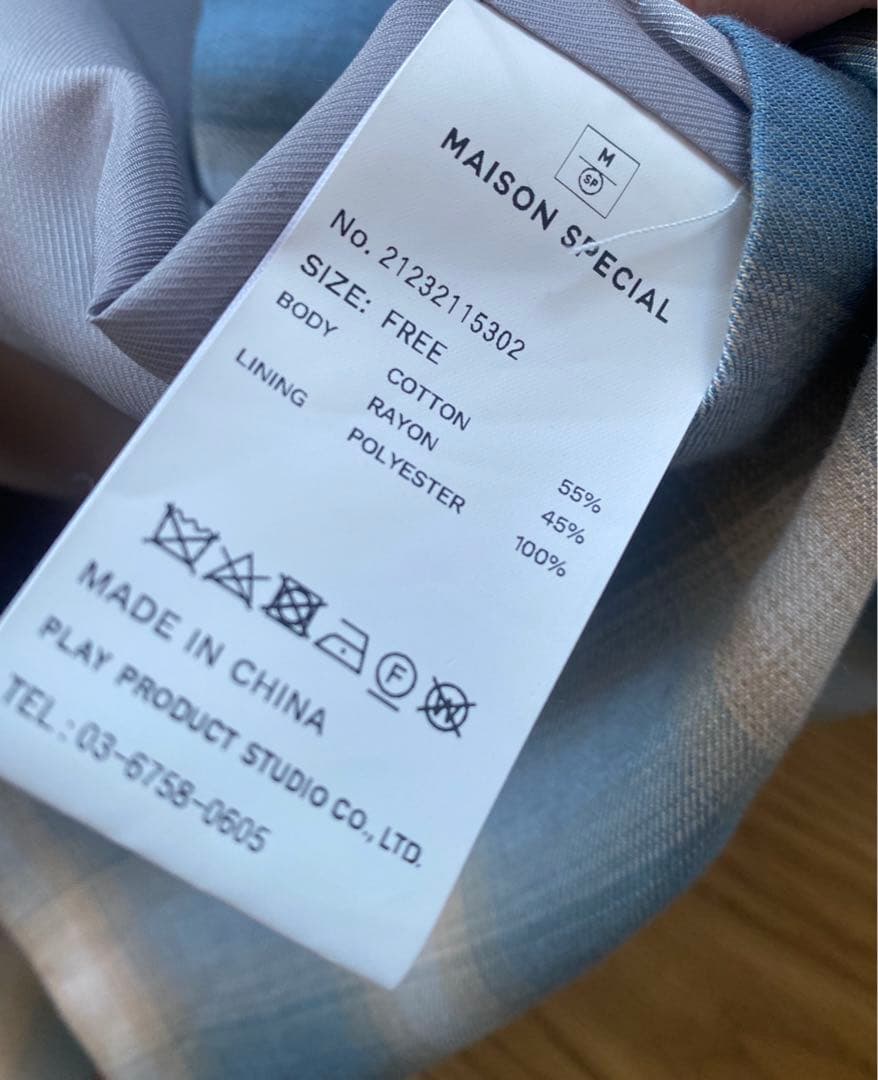 M
SP
MAISON SPECIAL
No. 21232115302
SIZE: FREE
BODY COTTON 55%
RAYON 45%
LINING POLYESTER 100%
F
W
MADE IN CHINA
PLAY PRODUCT STUDIO CO., LTD.
TEL : 03-6758-0605